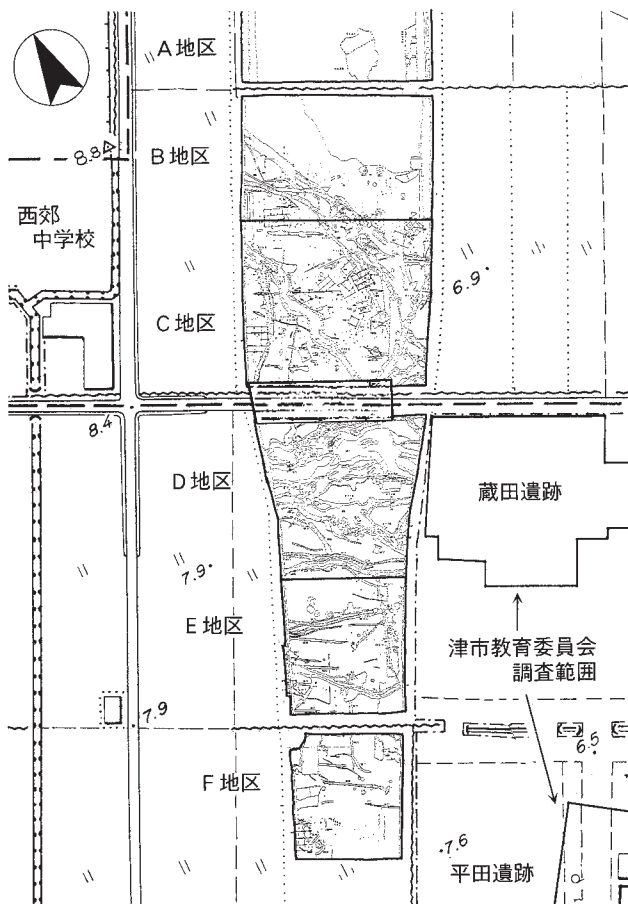 A地区
B地区
8.8
西郊
中学校
6.9
C地区
8.4
D地区
蔵田遺跡
7.9
E地区
津市教育委員会
調査範囲
7.9
6.5
F地区
7.6
平田遺跡